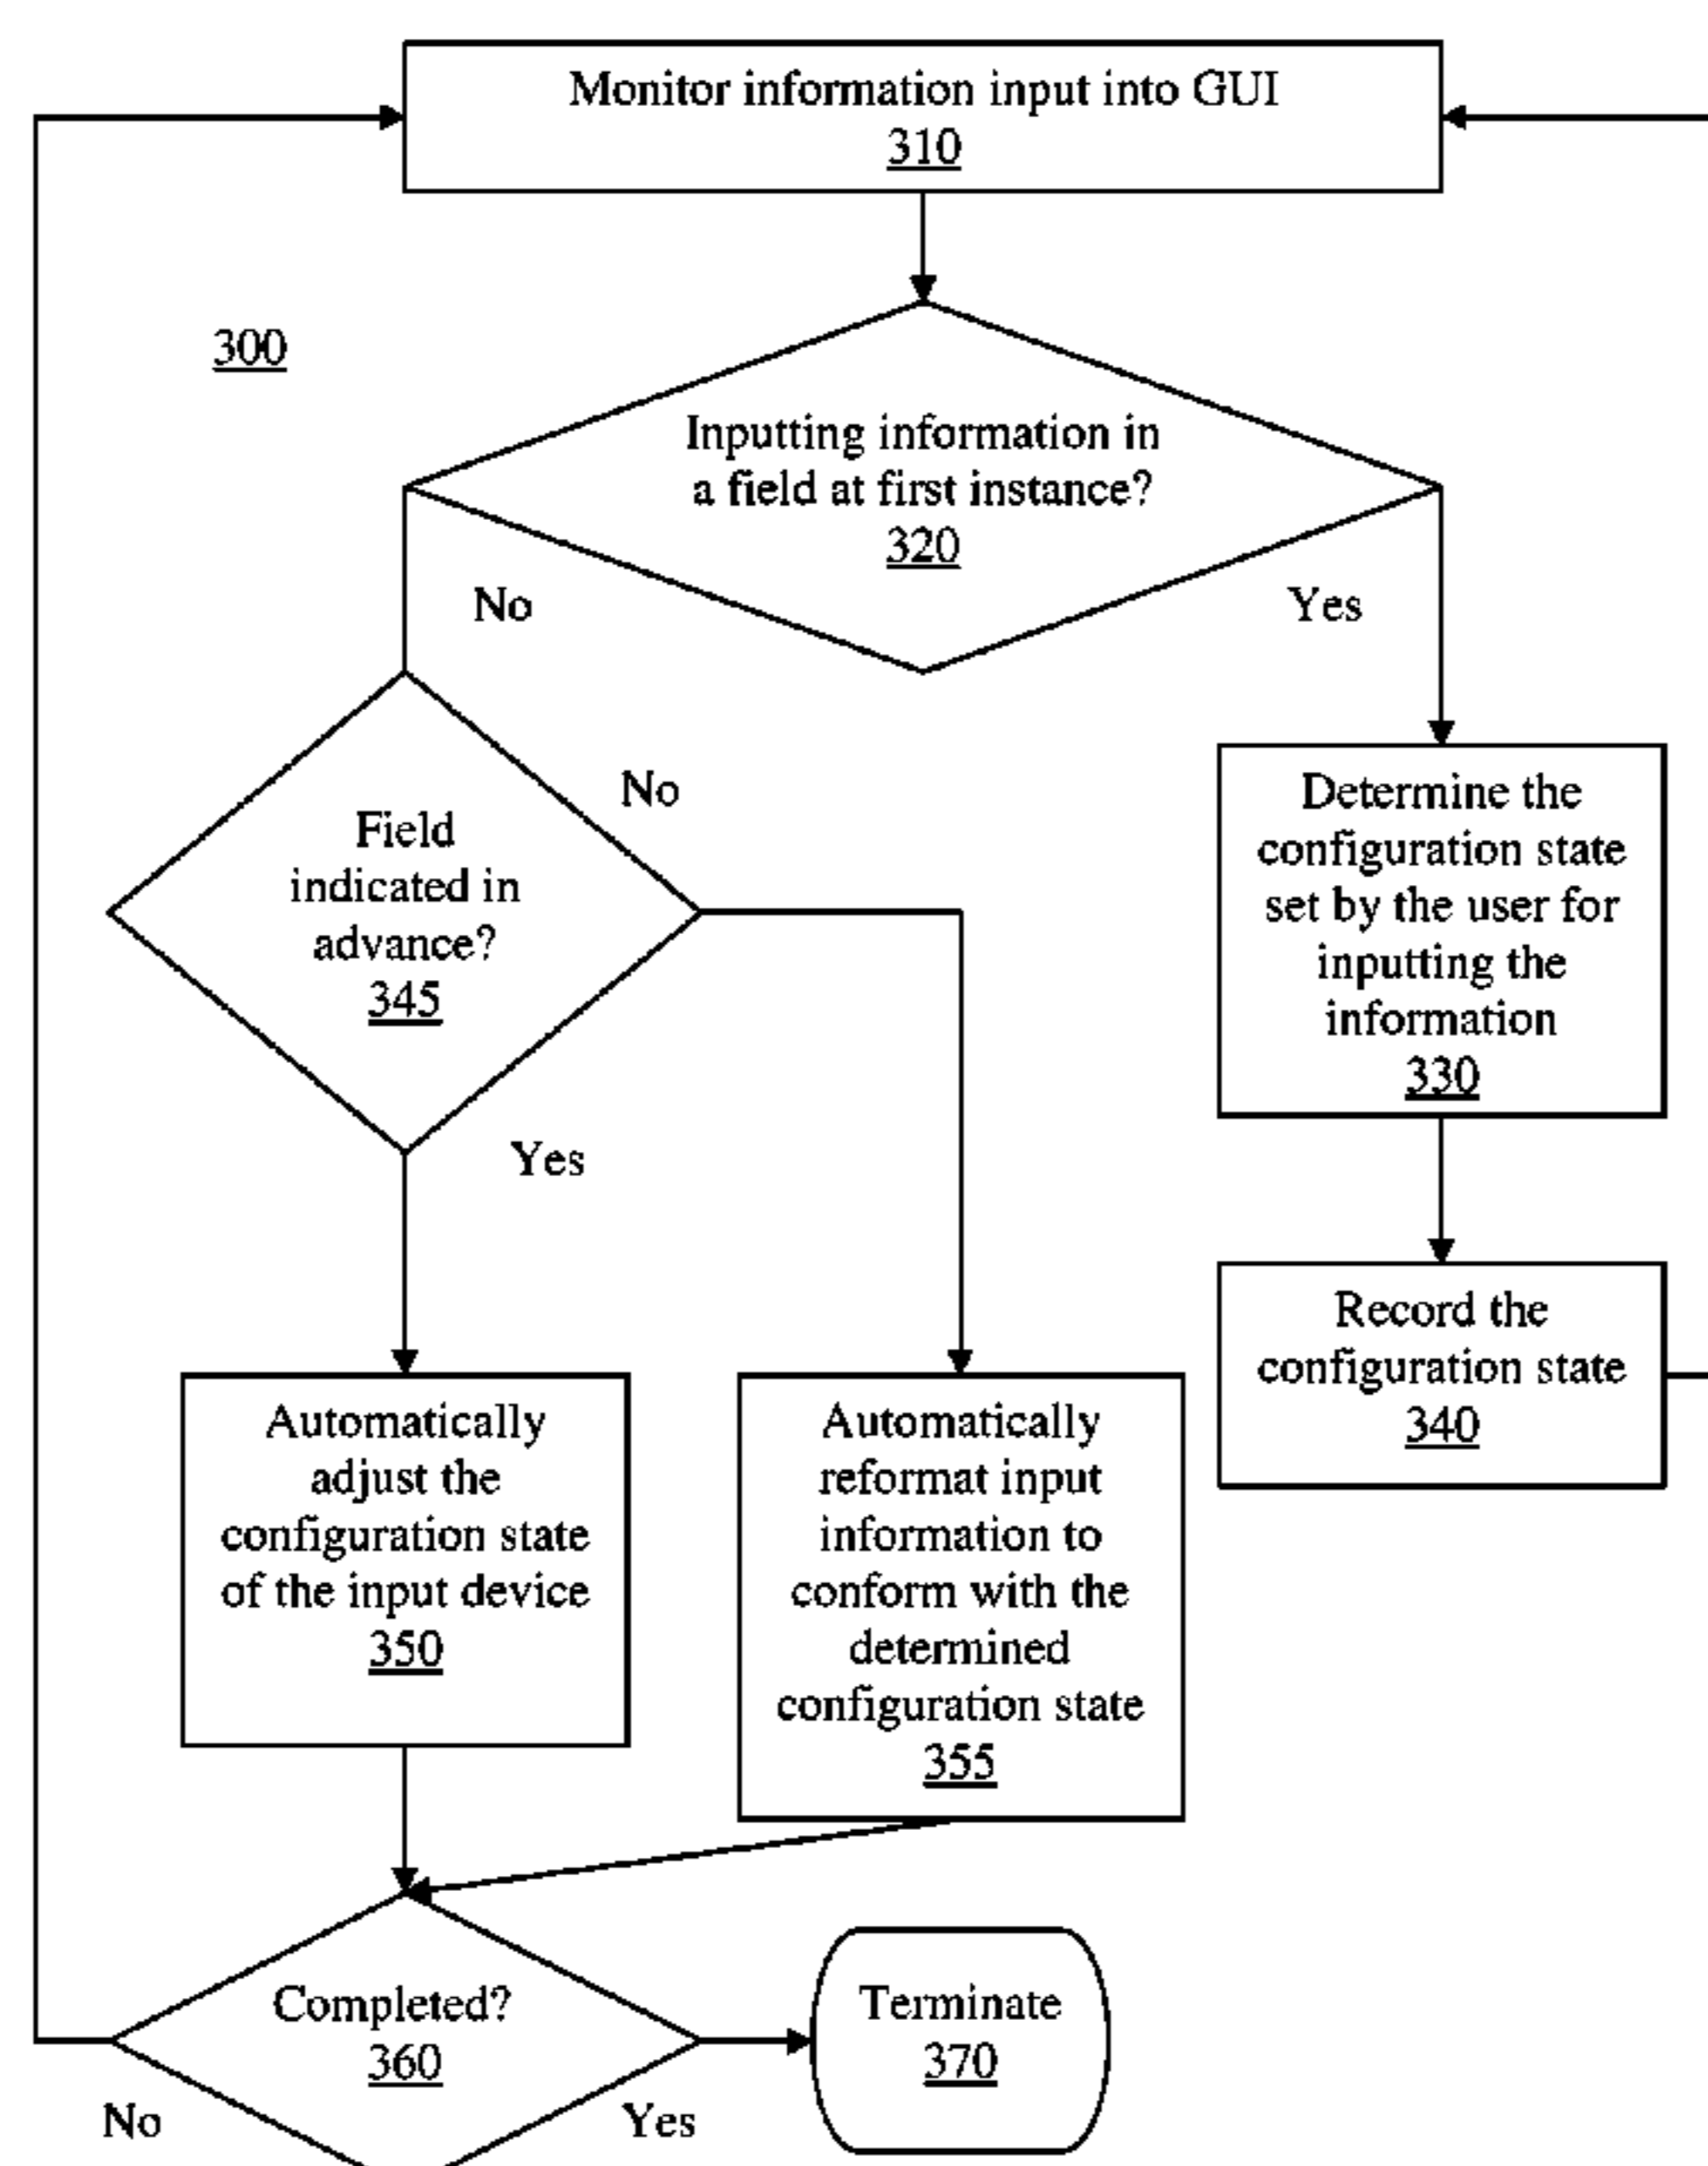 Monitor information input into GUI
310
300
Inputting information in
a field at first instance?
320
No
Yes
Field
indicated in
advance?
345
No
Yes
Determine the
configuration state
set by the user for
inputting the
information
330
Record the
configuration state
340
Automatically
adjust the
configuration state
of the input device
350
Automatically
reformat input
information to
conform with the
determined
configuration state
355
Completed?
360
No
Yes
Terminate
370